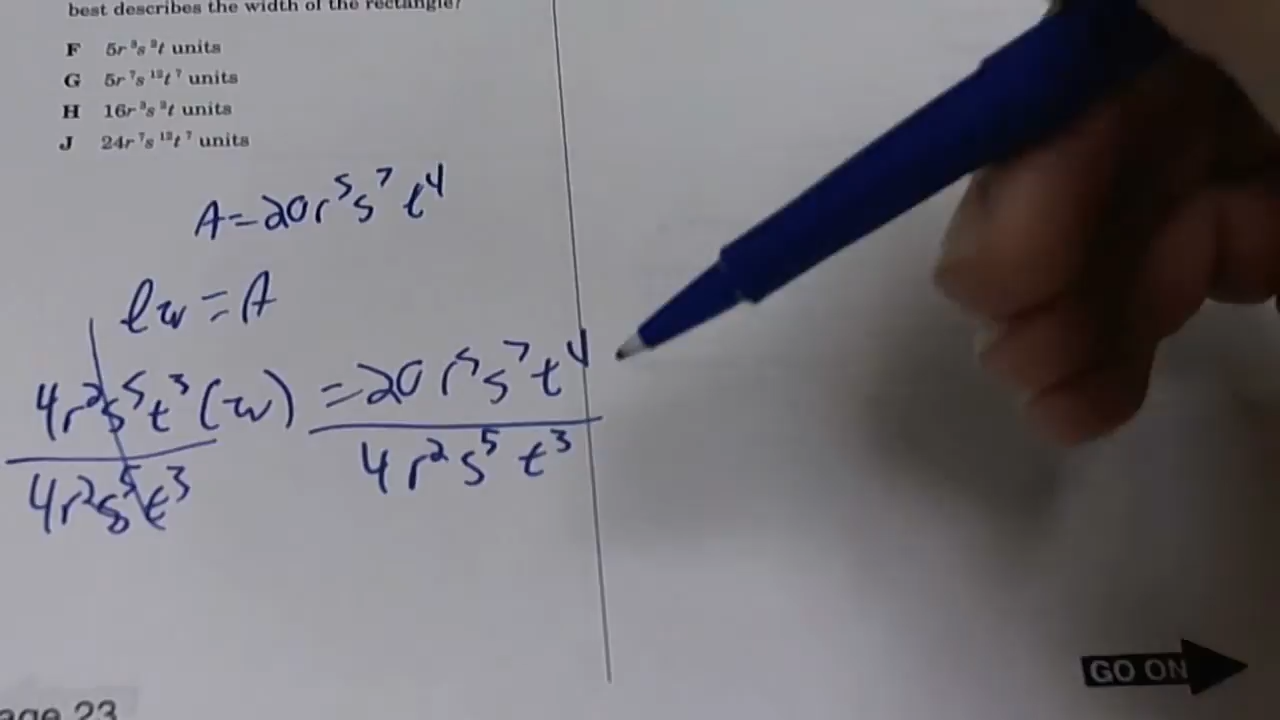 best describes the width of the rectangle?
F 5r³s²t units
G 5r⁷s¹²t⁷ units
H 16r³s²t units
J 24r⁷s¹²t⁷ units
A=20r⁵s⁷t⁴
lw=A
4r²s⁵t³(w) =20r⁵s⁷t⁴
4r²s⁵t³ 4r²s⁵t³
GO ON
23